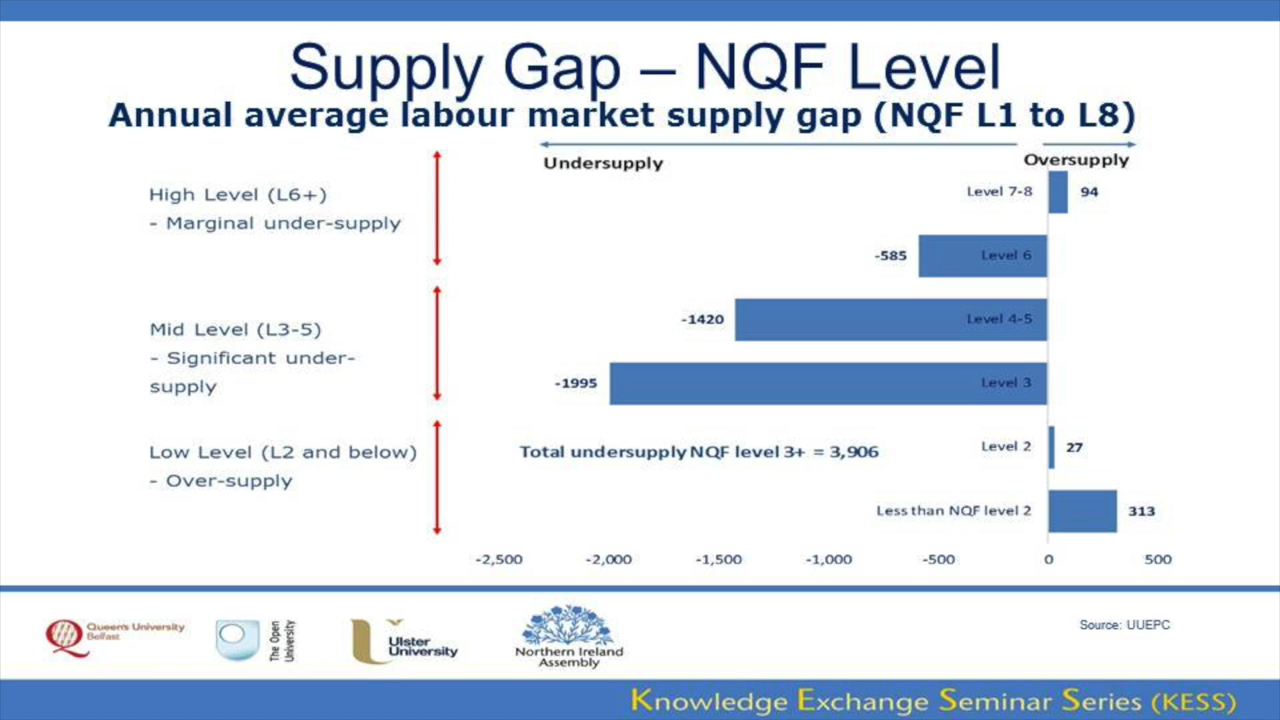 Supply Gap – NQF Level
Annual average labour market supply gap (NQF L1 to L8)
Undersupply
Oversupply
High Level (L6+)
- Marginal under-supply
Mid Level (L3-5)
- Significant under-
supply
Low Level (L2 and below)
- Over-supply
Level 7-8
94
-585
Level 6
-1420
Level 4-5
-1995
Level 3
Total undersupply NQF level 3+ = 3,906
Level 2
27
Less than NQF level 2
313
-2,500
-2,000
-1,500
-1,000
-500
0
500
Queen's University
Belfast
The Open
University
Ulster
University
Northern Ireland
Assembly
Source: UUEPC
Knowledge Exchange Seminar Series (KESS)